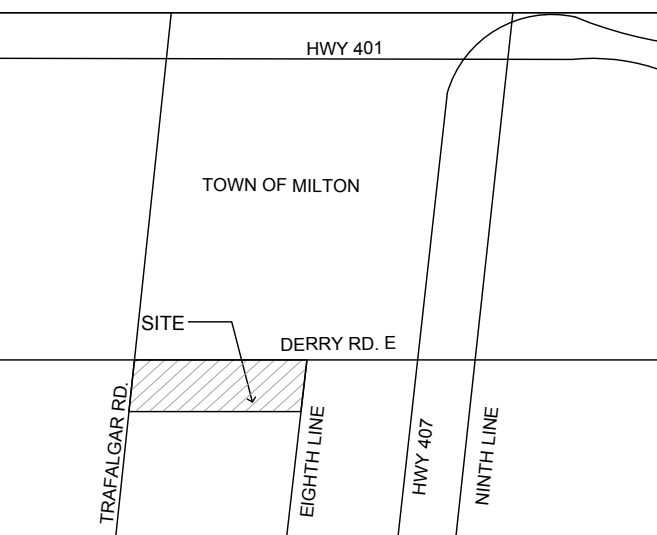 HWY 401
TOWN OF MILTON
SITE
DERRY RD. E
TRAFALGAR RD.
EIGHTH LINE
HWY 407
NINTH LINE